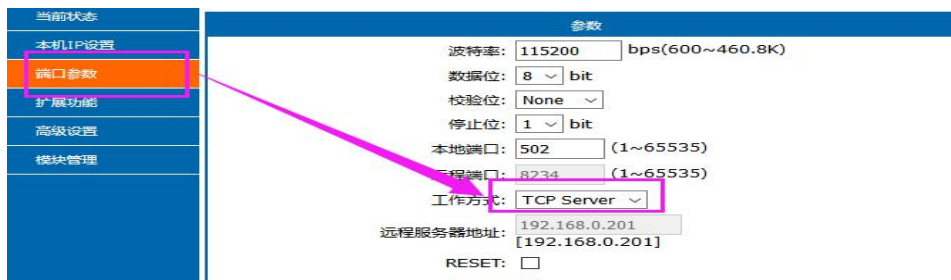 当前状态
本机IP设置
端口参数
扩展功能
高级设置
模块管理
参数
波特率: 115200 bps(600~460.8K)
数据位: 8 bit
校验位: None
停止位: 1 bit
本地端口: 502 (1~65535)
远程端口: 8234 (1~65535)
工作方式: TCP Server
远程服务器地址: 192.168.0.201
[192.168.0.201]
RESET: